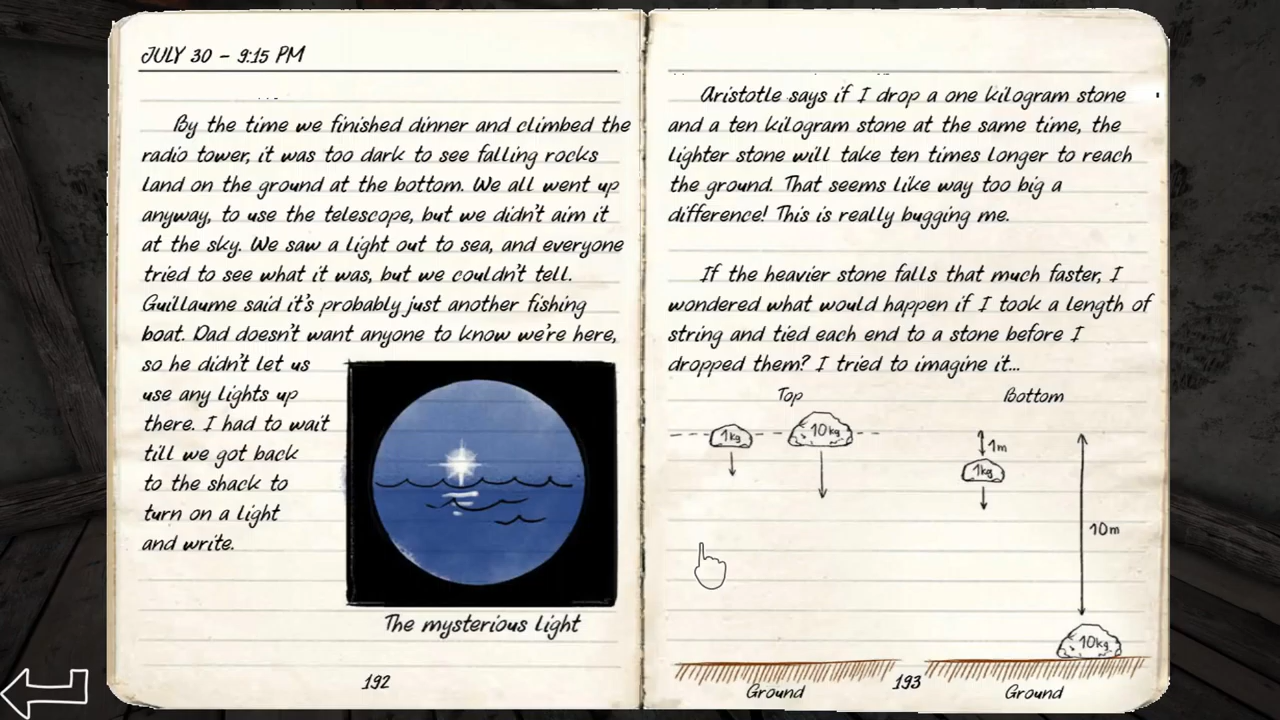 JULY 30 - 9:15 PM
By the time we finished dinner and climbed the
radio tower, it was too dark to see falling rocks
land on the ground at the bottom. We all went up
anyway, to use the telescope, but we didn't aim it
at the sky. We saw a light out to sea, and everyone
tried to see what it was, but we couldn't tell.
Guillaume said it's probably just another fishing
boat. Dad doesn't want anyone to know we're here,
so he didn't let us
use any lights up
there. I had to wait
till we got back
to the shack to
turn on a light
and write.
The mysterious light
192
Aristotle says if I drop a one kilogram stone
and a ten kilogram stone at the same time, the
lighter stone will take ten times longer to reach
the ground. That seems like way too big a
difference! This is really bugging me.
If the heavier stone falls that much faster, I
wondered what would happen if I took a length of
string and tied each end to a stone before I
dropped them? I tried to imagine it...
Top
Bottom
1kg
10kg
1m
1kg
10m
10kg
Ground
193
Ground